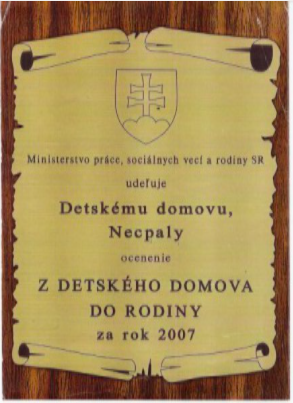 Ministerstvo práce, sociálnych vecí a rodiny SR
udeľuje
Detskému domovu,
Necpaly
ocenenie
Z DETSKÉHO DOMOVA
DO RODINY
za rok 2007